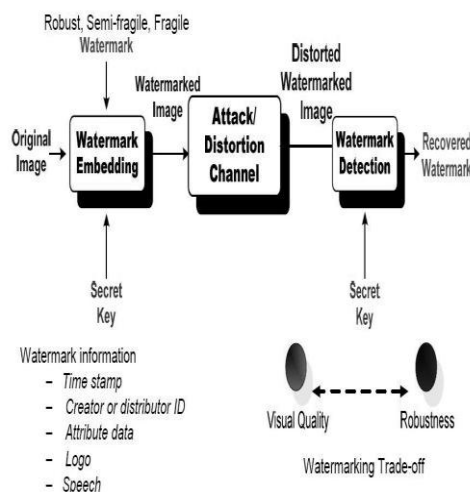 Robust, Semi-fragile, Fragile
Watermark
Original
Image
Watermark
Embedding
Watermarked
Image
Attack/
Distortion
Channel
Distorted
Watermarked
Image
Watermark
Detection
Recovered
Watermark
Secret
Key
Secret
Key
Watermark information
– Time stamp
– Creator or distributor ID
– Attribute data
– Logo
– Speech
Visual Quality
Robustness
Watermarking Trade-off